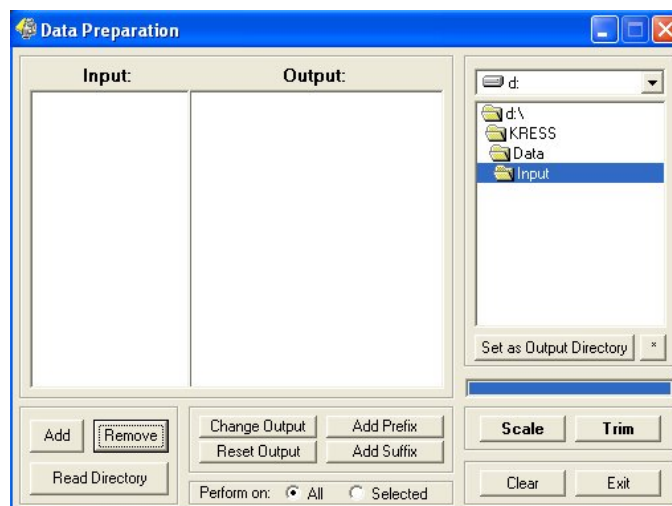 Data Preparation
Input: Output:
d:
d:\
KRESS
Data
Input
Set as Output Directory *
Add Remove
Read Directory
Change Output Add Prefix
Reset Output Add Suffix
Perform on: All Selected
Scale Trim
Clear Exit